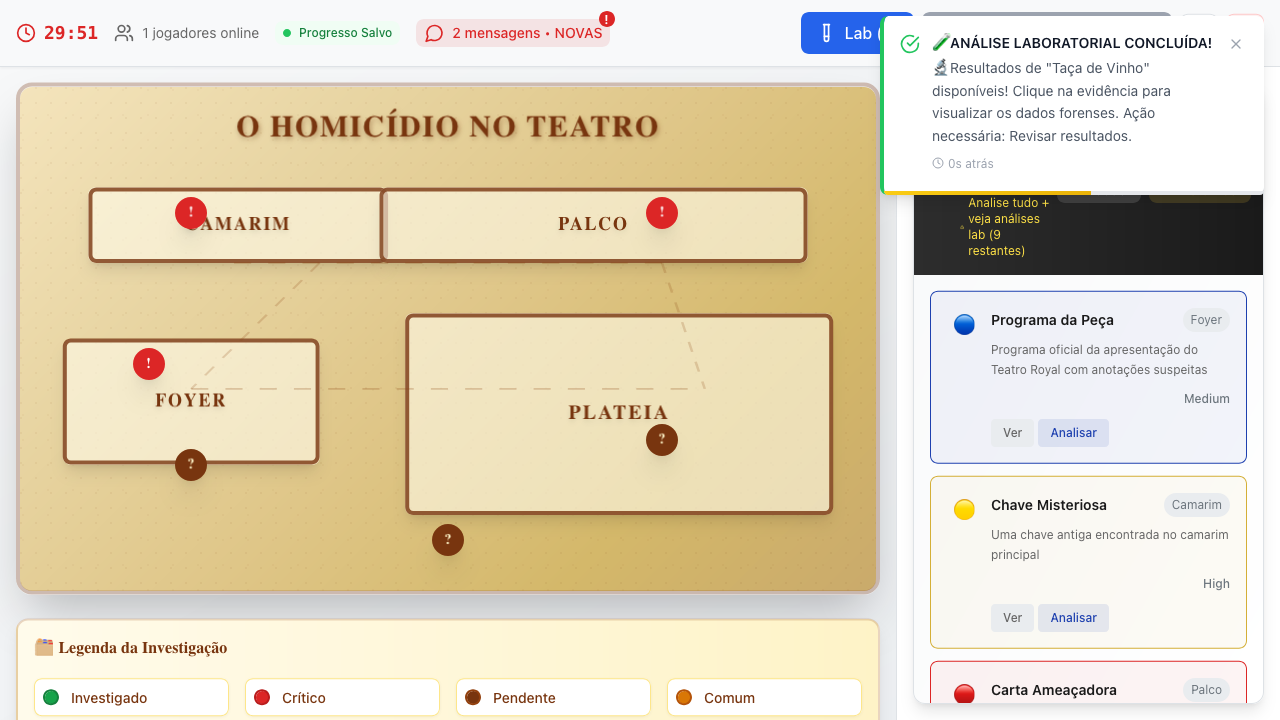 29:51
1 jogadores online
Progresso Salvo
2 mensagens • NOVAS
!
Lab
ANÁLISE LABORATORIAL CONCLUÍDA!
Resultados de "Taça de Vinho"
disponíveis! Clique na evidência para
visualizar os dados forenses. Ação
necessária: Revisar resultados.
0s atrás
O HOMICÍDIO NO TEATRO
!
AMARIM
PALCO
!
!
FOYER
?
PLATEIA
?
?
Legenda da Investigação
Investigado
Crítico
Pendente
Comum
Analise tudo +
veja análises
lab (9
restantes)
Programa da Peça
Foyer
Programa oficial da apresentação do
Teatro Royal com anotações suspeitas
Medium
Ver
Analisar
Chave Misteriosa
Camarim
Uma chave antiga encontrada no camarim
principal
High
Ver
Analisar
Carta Ameaçadora
Palco